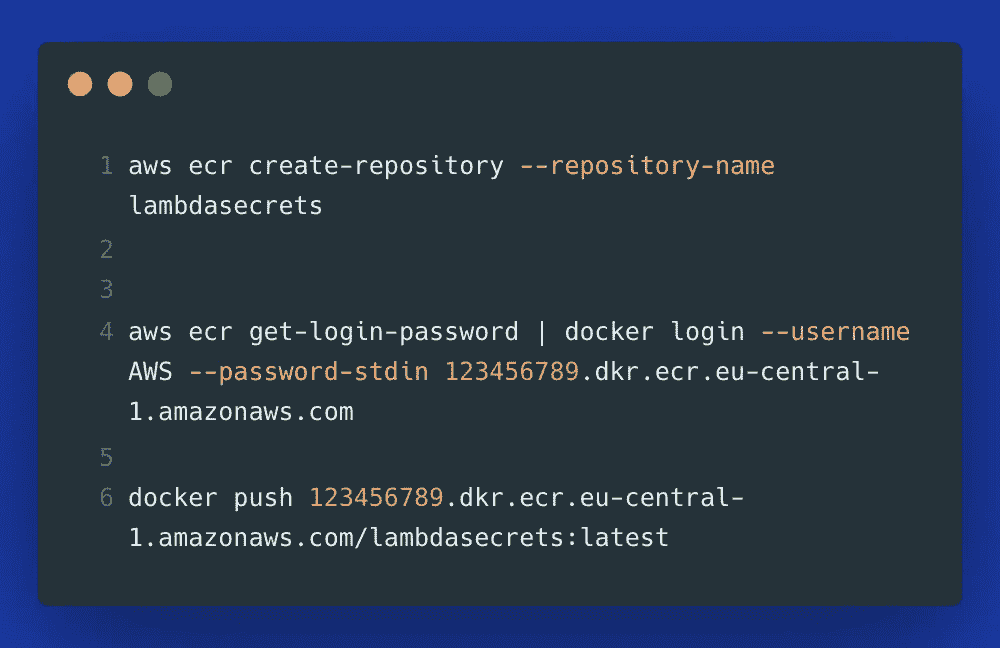 1 aws ecr create-repository --repository-name
lambdasecrets
2
3
4 aws ecr get-login-password | docker login --username
AWS --password-stdin 123456789.dkr.ecr.eu-central-
1.amazonaws.com
5
6 docker push 123456789.dkr.ecr.eu-central-
1.amazonaws.com/lambdasecrets:latest